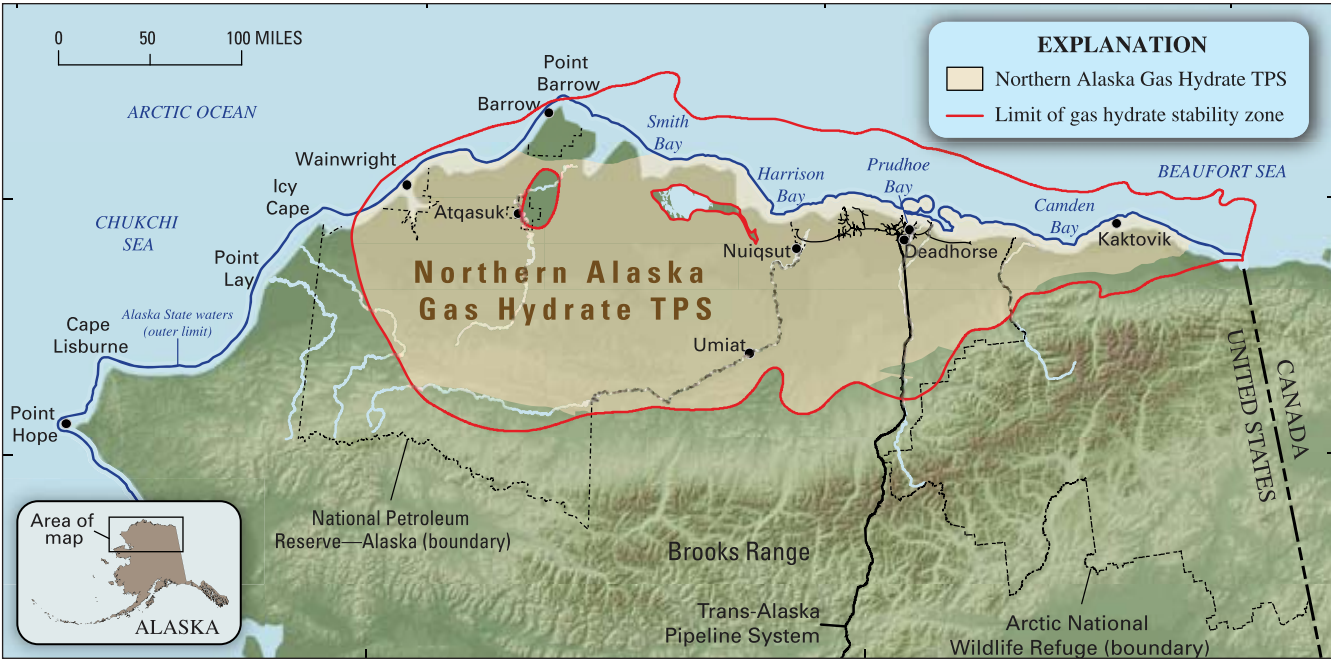 0 50 100 MILES
EXPLANATION
Northern Alaska Gas Hydrate TPS
Limit of gas hydrate stability zone
ARCTIC OCEAN
Point
Barrow
Barrow
Smith
Bay
Wainwright
Harrison
Bay
Prudhoe
Bay
BEAUFORT SEA
Icy
Cape
CHUKCHI
SEA
Atqasuk
Camden
Bay
Kaktovik
Nuiqsut
Deadhorse
Point
Lay
Northern Alaska
Gas Hydrate TPS
Alaska State waters
(outer limit)
Cape
Lisburne
Umiat
CANADA
UNITED STATES
Point
Hope
National Petroleum
Reserve—Alaska (boundary)
Brooks Range
Area of
map
ALASKA
Trans-Alaska
Pipeline System
Arctic National
Wildlife Refuge (boundary)